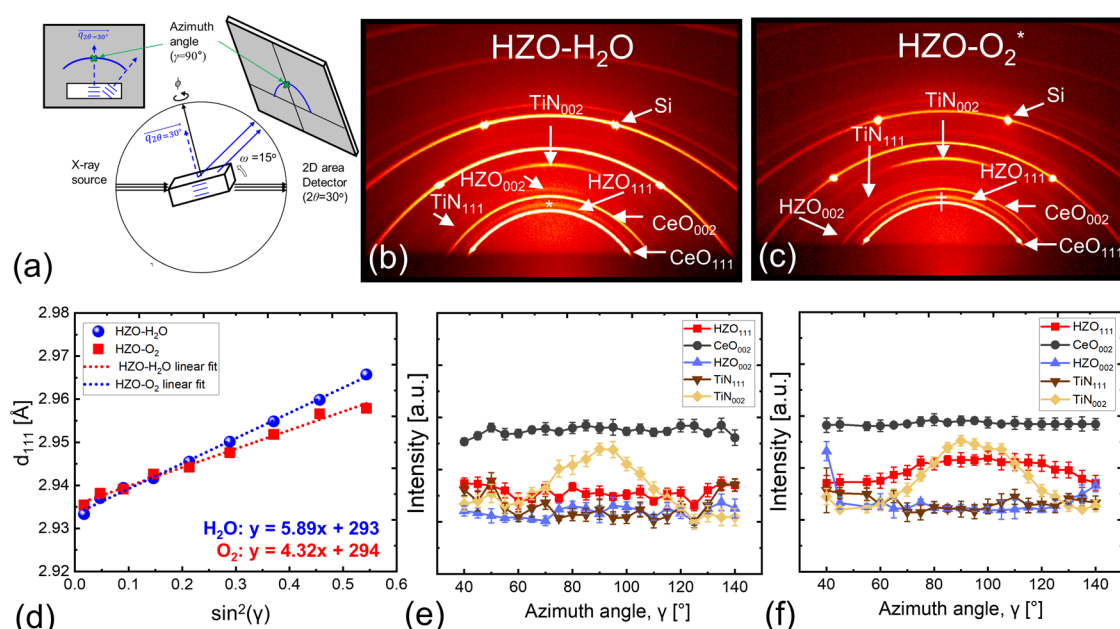 q2θ=30°
Azimuth
angle
(γ=90°)
ϕ
q2θ=30°
X-ray
source
ω =15°
2D area
Detector
(2θ=30°)
(a)
HZO-H2O
TiN002
Si
HZO002
HZO111
TiN111
*
CeO002
CeO111
(b)
HZO-O2*
TiN002
Si
TiN111
HZO111
HZO002
CeO002
CeO111
(c)
2.98
2.97
2.96
2.95
2.94
2.93
2.92
d111 [Å]
HZO-H2O
HZO-O2
HZO-H2O linear fit
HZO-O2 linear fit
H2O: y = 5.89x + 293
O2: y = 4.32x + 294
0.0 0.1 0.2 0.3 0.4 0.5 0.6
sin2(γ)
(d)
Intensity [a.u.]
HZO111
CeO002
HZO002
TiN111
TiN002
40 60 80 100 120 140
Azimuth angle, γ [°]
(e)
Intensity [a.u.]
HZO111
CeO002
HZO002
TiN111
TiN002
40 50 60 70 80 90 100 110 120 130 140
Azimuth angle, γ [°]
(f)